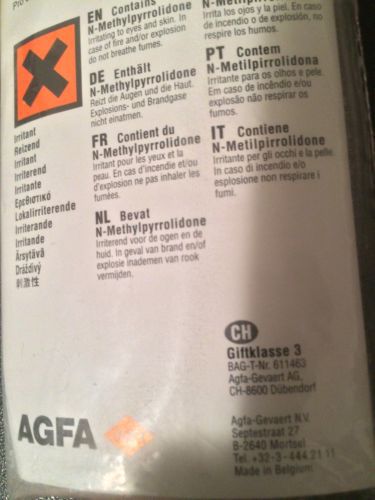 EN Contains
N-Methylpyrrolidone
Irritating to eyes and skin. In
case of fire and/or explosion
do not breathe fumes.
DE Enthält
N-Methylpyrrolidone
Reizt die Augen und die Haut.
Explosions- und Brandgase
nicht einatmen.
FR Contient du
N-Methylpyrrolidone
Irritant pour les yeux et la
peau. En cas d'incendie et/ou
d'explosion ne pas inhaler les
fumées.
NL Bevat
N-Methylpyrrolidone
Irriterend voor de ogen en de
huid. In geval van brand en/of
explosie inademen van rook
vermijden.
Irrita los ojos y la piel. En caso
de incendio o de explosión, no
respire los humos.
PT Contem
N-Metilpirrolidona
Irritante para os olhos e pele.
Em caso de incêndio e/ou
explosão não respirar os
fumos.
IT Contiene
N-Metilpirrolidone
Irritante per gli occhi e la pelle.
In caso di incendio e/o
esplosione non respirare i
fumi.
Irritant
Reizend
Irritant
Irriterend
Irritante
Ερεθιστικό
Lokalirriterende
Irriterande
Irritande
Ärsytävä
Dráždivý
刺激性
CH
Giftklasse 3
BAG-T-Nr. 611463
Agfa-Gevaert AG,
CH-8600 Dübendorf
AGFA
Agfa-Gevaert N.V.
Septestraat 27
B-2640 Mortsel
Tel. +32-3-444 21 11
Made in Belgium